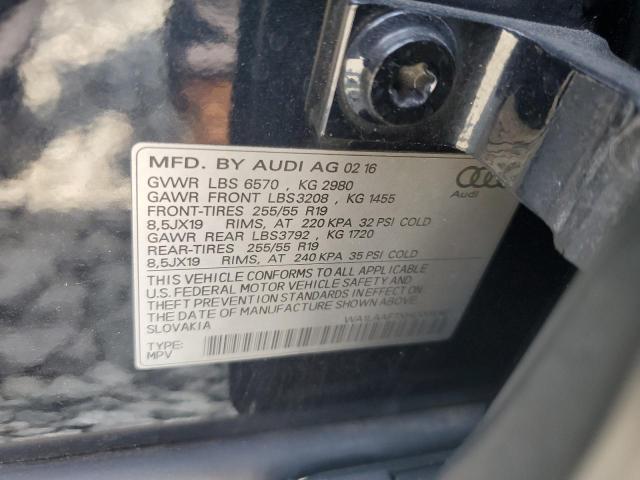 MFD. BY AUDI AG 02 16
GVWR LBS 6570 , KG 2980
GAWR FRONT LBS3208 , KG 1455
FRONT-TIRES 255/55 R19
8,5JX19 RIMS, AT 220 KPA 32 PSI COLD
GAWR REAR LBS3792 , KG 1720
REAR-TIRES 255/55 R19
8,5JX19 RIMS, AT 240 KPA 35 PSI COLD
Audi
THIS VEHICLE CONFORMS TO ALL APPLICABLE
U.S. FEDERAL MOTOR VEHICLE SAFETY AND
THEFT PREVENTION STANDARDS IN EFFECT ON
THE DATE OF MANUFACTURE SHOWN ABOVE.
SLOVAKIA
TYPE:
MPV